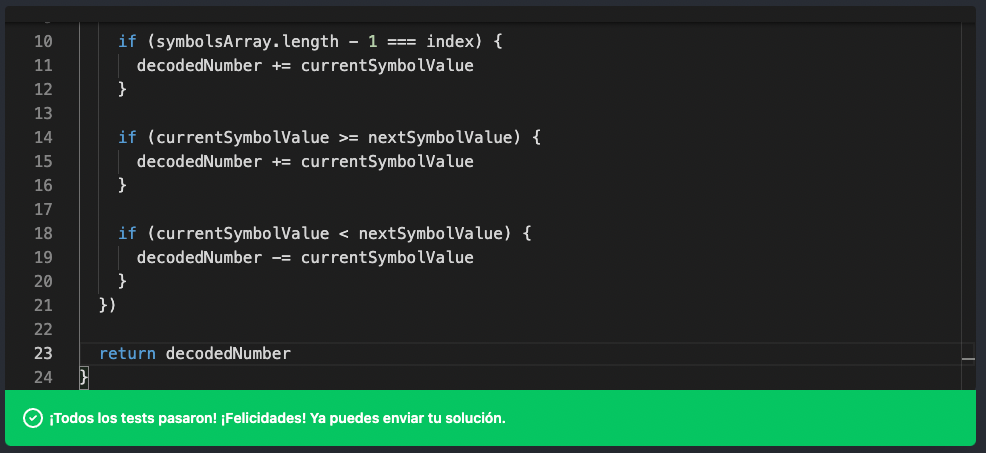 10 if (symbolsArray.length - 1 === index) {
11 decodedNumber += currentSymbolValue
12 }
13
14 if (currentSymbolValue >= nextSymbolValue) {
15 decodedNumber += currentSymbolValue
16 }
17
18 if (currentSymbolValue < nextSymbolValue) {
19 decodedNumber -= currentSymbolValue
20 }
21 })
22
23 return decodedNumber
24 }
¡Todos los tests pasaron! ¡Felicidades! Ya puedes enviar tu solución.